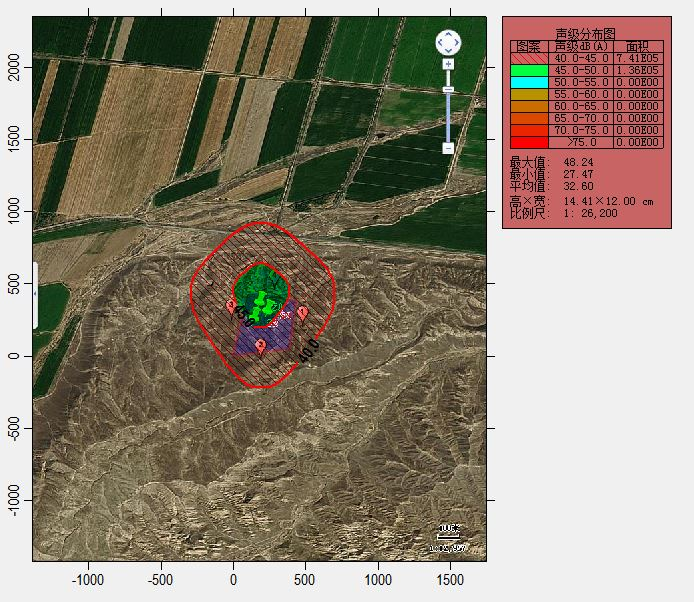 声级分布图
图案 声级dB(A) 面积
40.0-45.0 7.41E05
45.0-50.0 1.36E05
50.0-55.0 0.00E00
55.0-60.0 0.00E00
60.0-65.0 0.00E00
65.0-70.0 0.00E00
70.0-75.0 0.00E00
>75.0 0.00E00
最大值: 48.24
最小值: 27.47
平均值: 32.60
高×宽: 14.41×12.00 cm
比例尺: 1: 26,200
2000
1500
1000
500
0
-500
-1000
45.0
40.0
1
2
-1000 -500 0 500 1000 1500